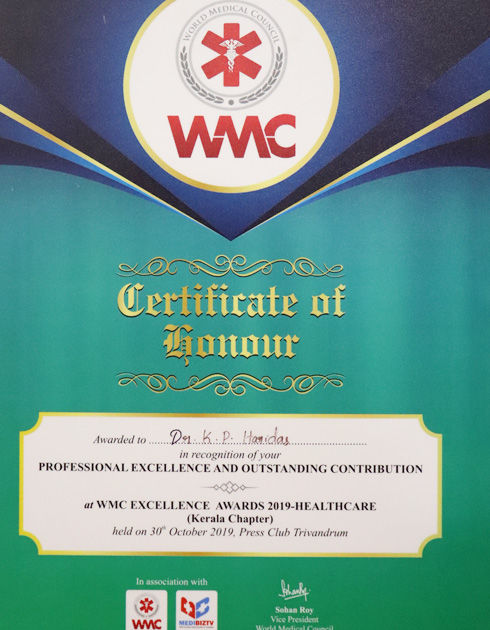 WORLD MEDICAL COUNCIL
WMC
Certificate of
Honour
Awarded to ........ Dr. K. P. Haridas ........
in recognition of your
PROFESSIONAL EXCELLENCE AND OUTSTANDING CONTRIBUTION
at WMC EXCELLENCE AWARDS 2019-HEALTHCARE
(Kerala Chapter)
held on 30th October 2019, Press Club Trivandrum
In association with
WMC
MEDIBIZTV
Sohan Roy
Vice President
World Medical Council